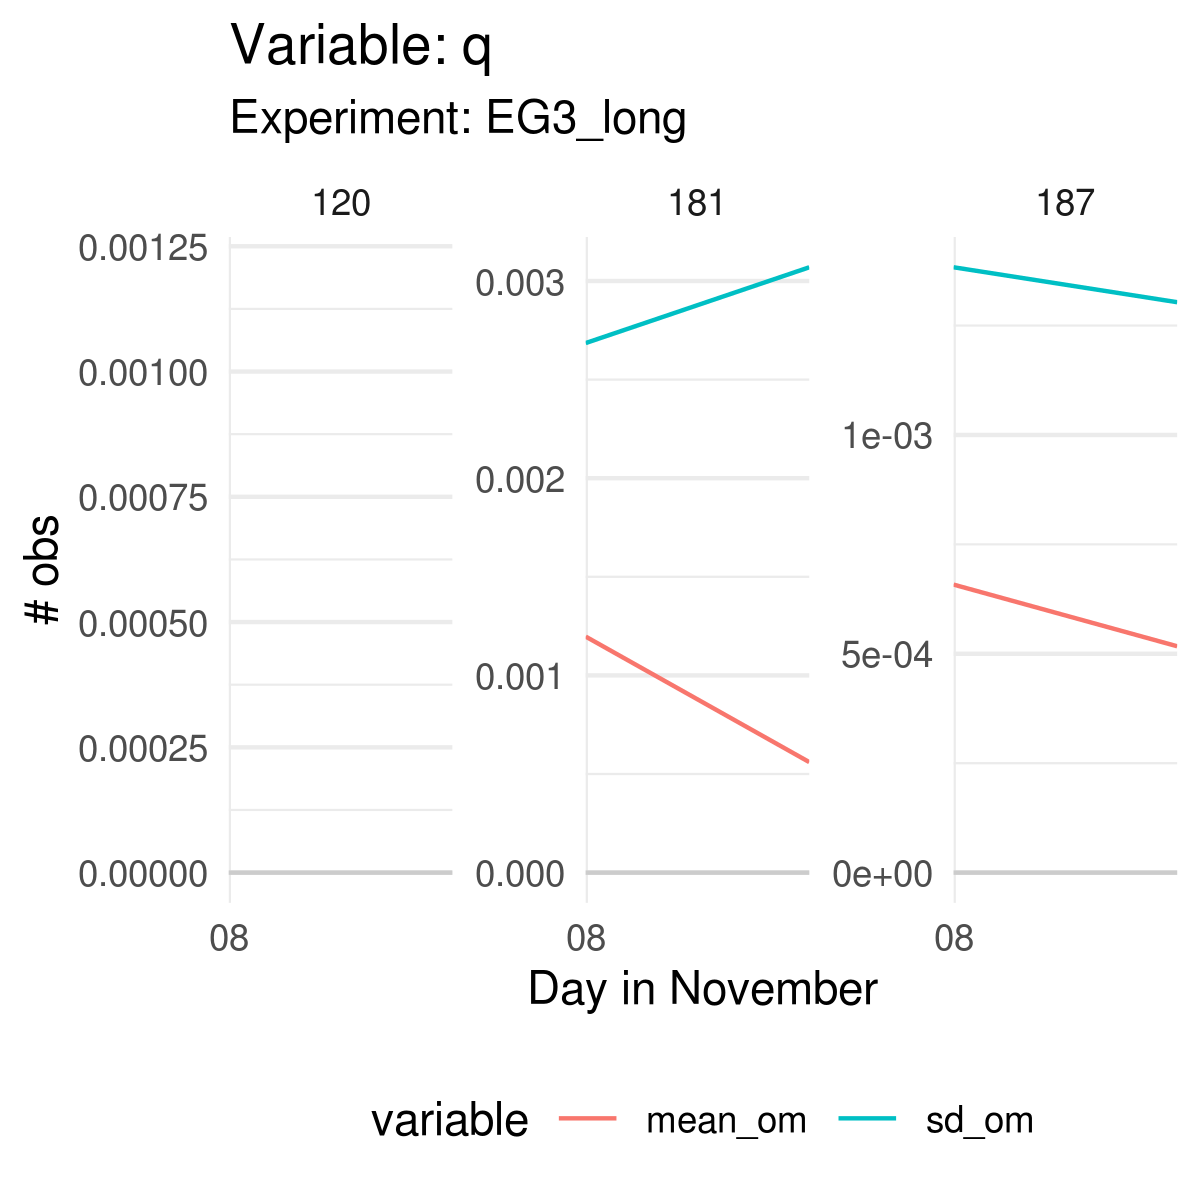 Variable: q
Experiment: EG3_long
120 181 187
0.00125
0.00100
0.00075
0.00050
0.00025
0.00000
0.003
0.002
0.001
0.000
1e-03
5e-04
0e+00
# obs
08 08 08
Day in November
variable mean_om sd_om